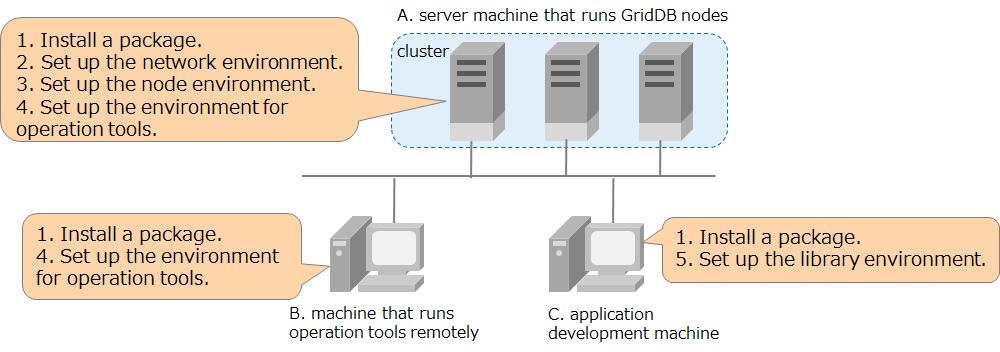 A. server machine that runs GridDB nodes
1. Install a package.
2. Set up the network environment.
3. Set up the node environment.
4. Set up the environment for
operation tools.
cluster
1. Install a package.
4. Set up the environment
for operation tools.
B. machine that runs
operation tools remotely
1. Install a package.
5. Set up the library environment.
C. application
development machine